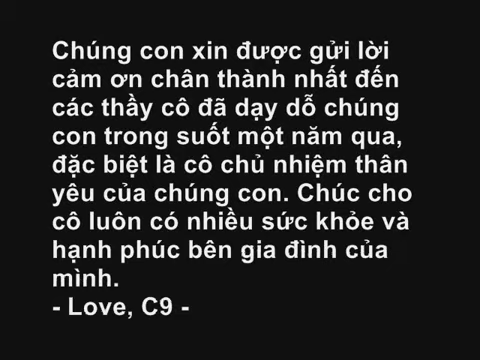 Chúng con xin được gửi lời
cảm ơn chân thành nhất đến
các thầy cô đã dạy dỗ chúng
con trong suốt một năm qua,
đặc biệt là cô chủ nhiệm thân
yêu của chúng con. Chúc cho
cô luôn có nhiều sức khỏe và
hạnh phúc bên gia đình của
mình.
- Love, C9 -